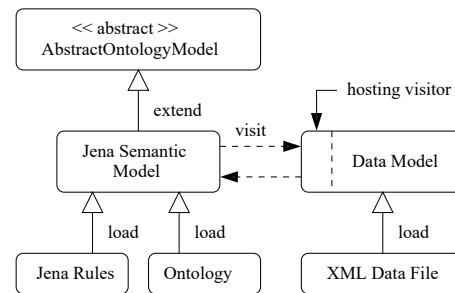 << abstract >>
AbstractOntologyModel
extend
hosting visitor
visit
Jena Semantic
Model
Data Model
load
load
load
Jena Rules
Ontology
XML Data File